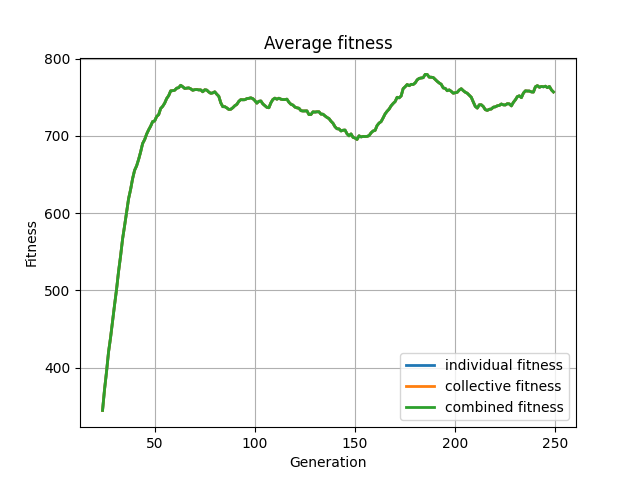 Average fitness
Fitness
800
700
600
500
400
50 100 150 200 250
Generation
individual fitness
collective fitness
combined fitness